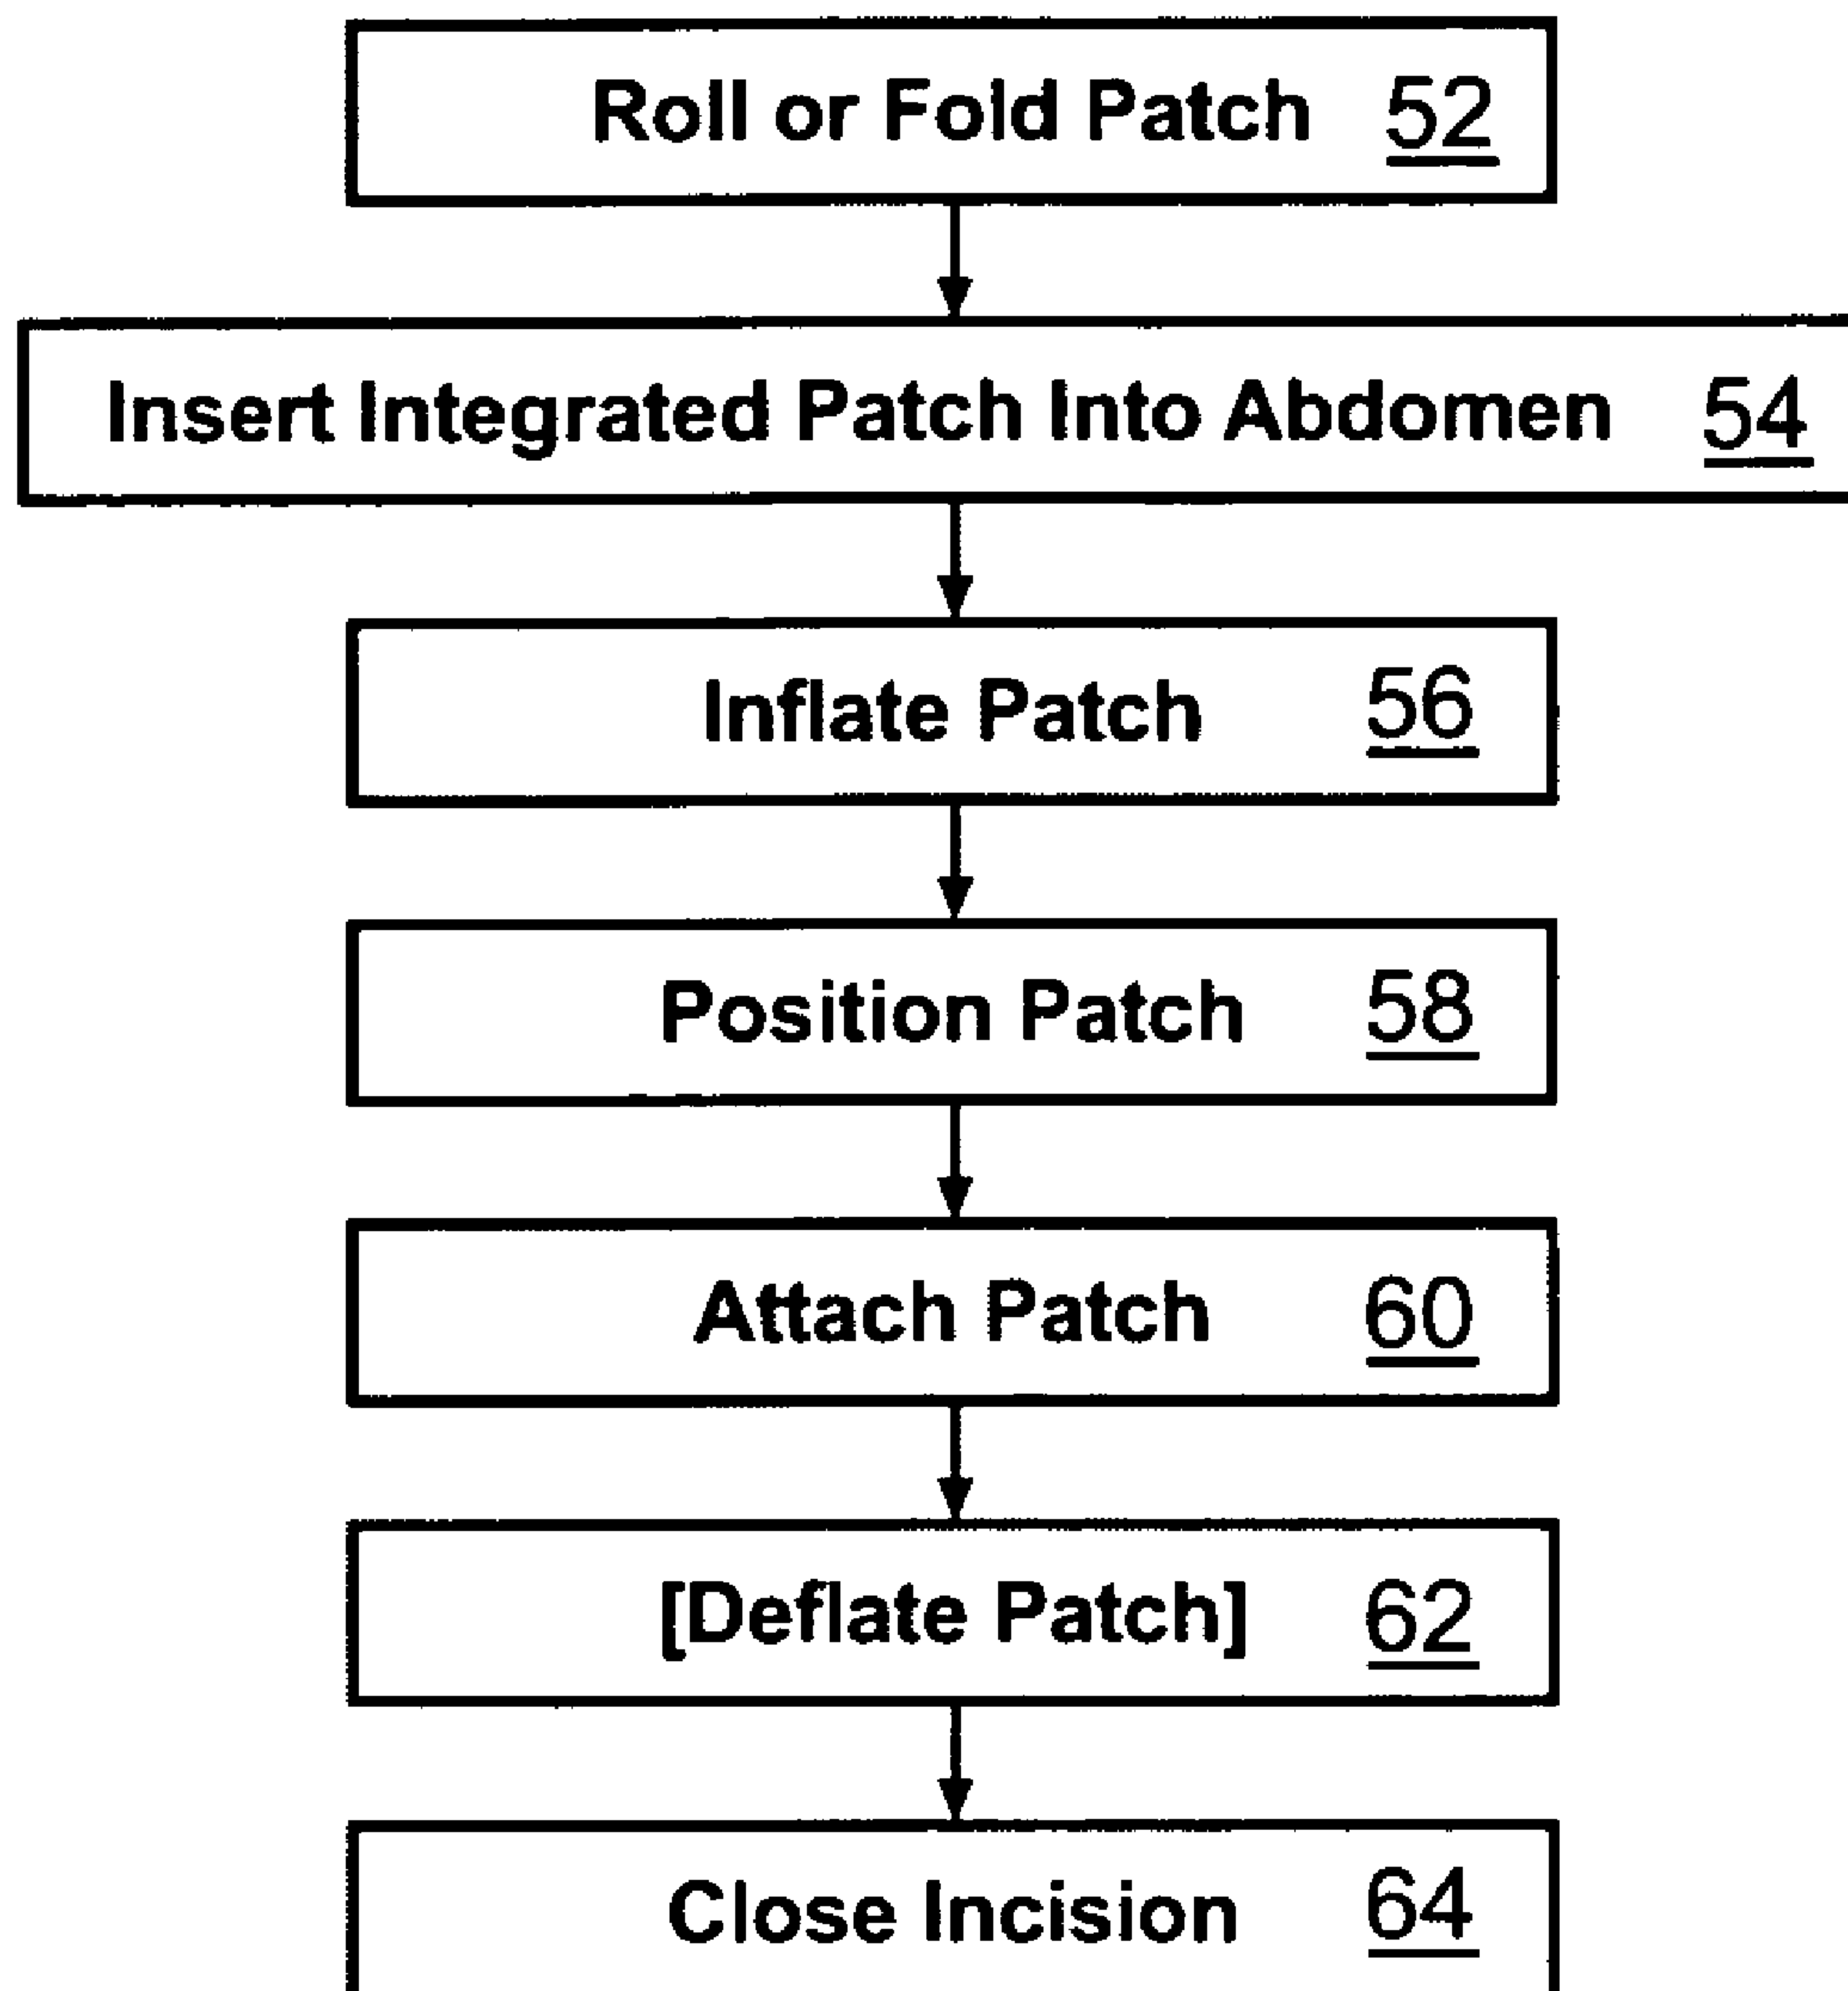 Roll or Fold Patch 52
Insert Integrated Patch Into Abdomen 54
Inflate Patch 56
Position Patch 58
Attach Patch 60
[Deflate Patch] 62
Close Incision 64